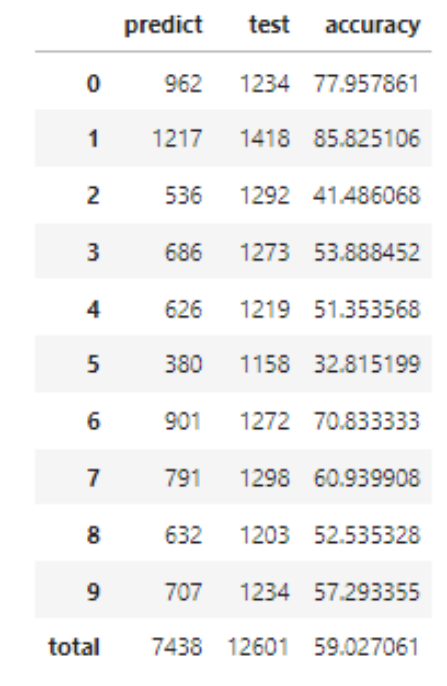 predict test accuracy
0 962 1234 77.957861
1 1217 1418 85.825106
2 536 1292 41.486068
3 686 1273 53.888452
4 626 1219 51.353568
5 380 1158 32.815199
6 901 1272 70.833333
7 791 1298 60.939908
8 632 1203 52.535328
9 707 1234 57.293355
total 7438 12601 59.027061